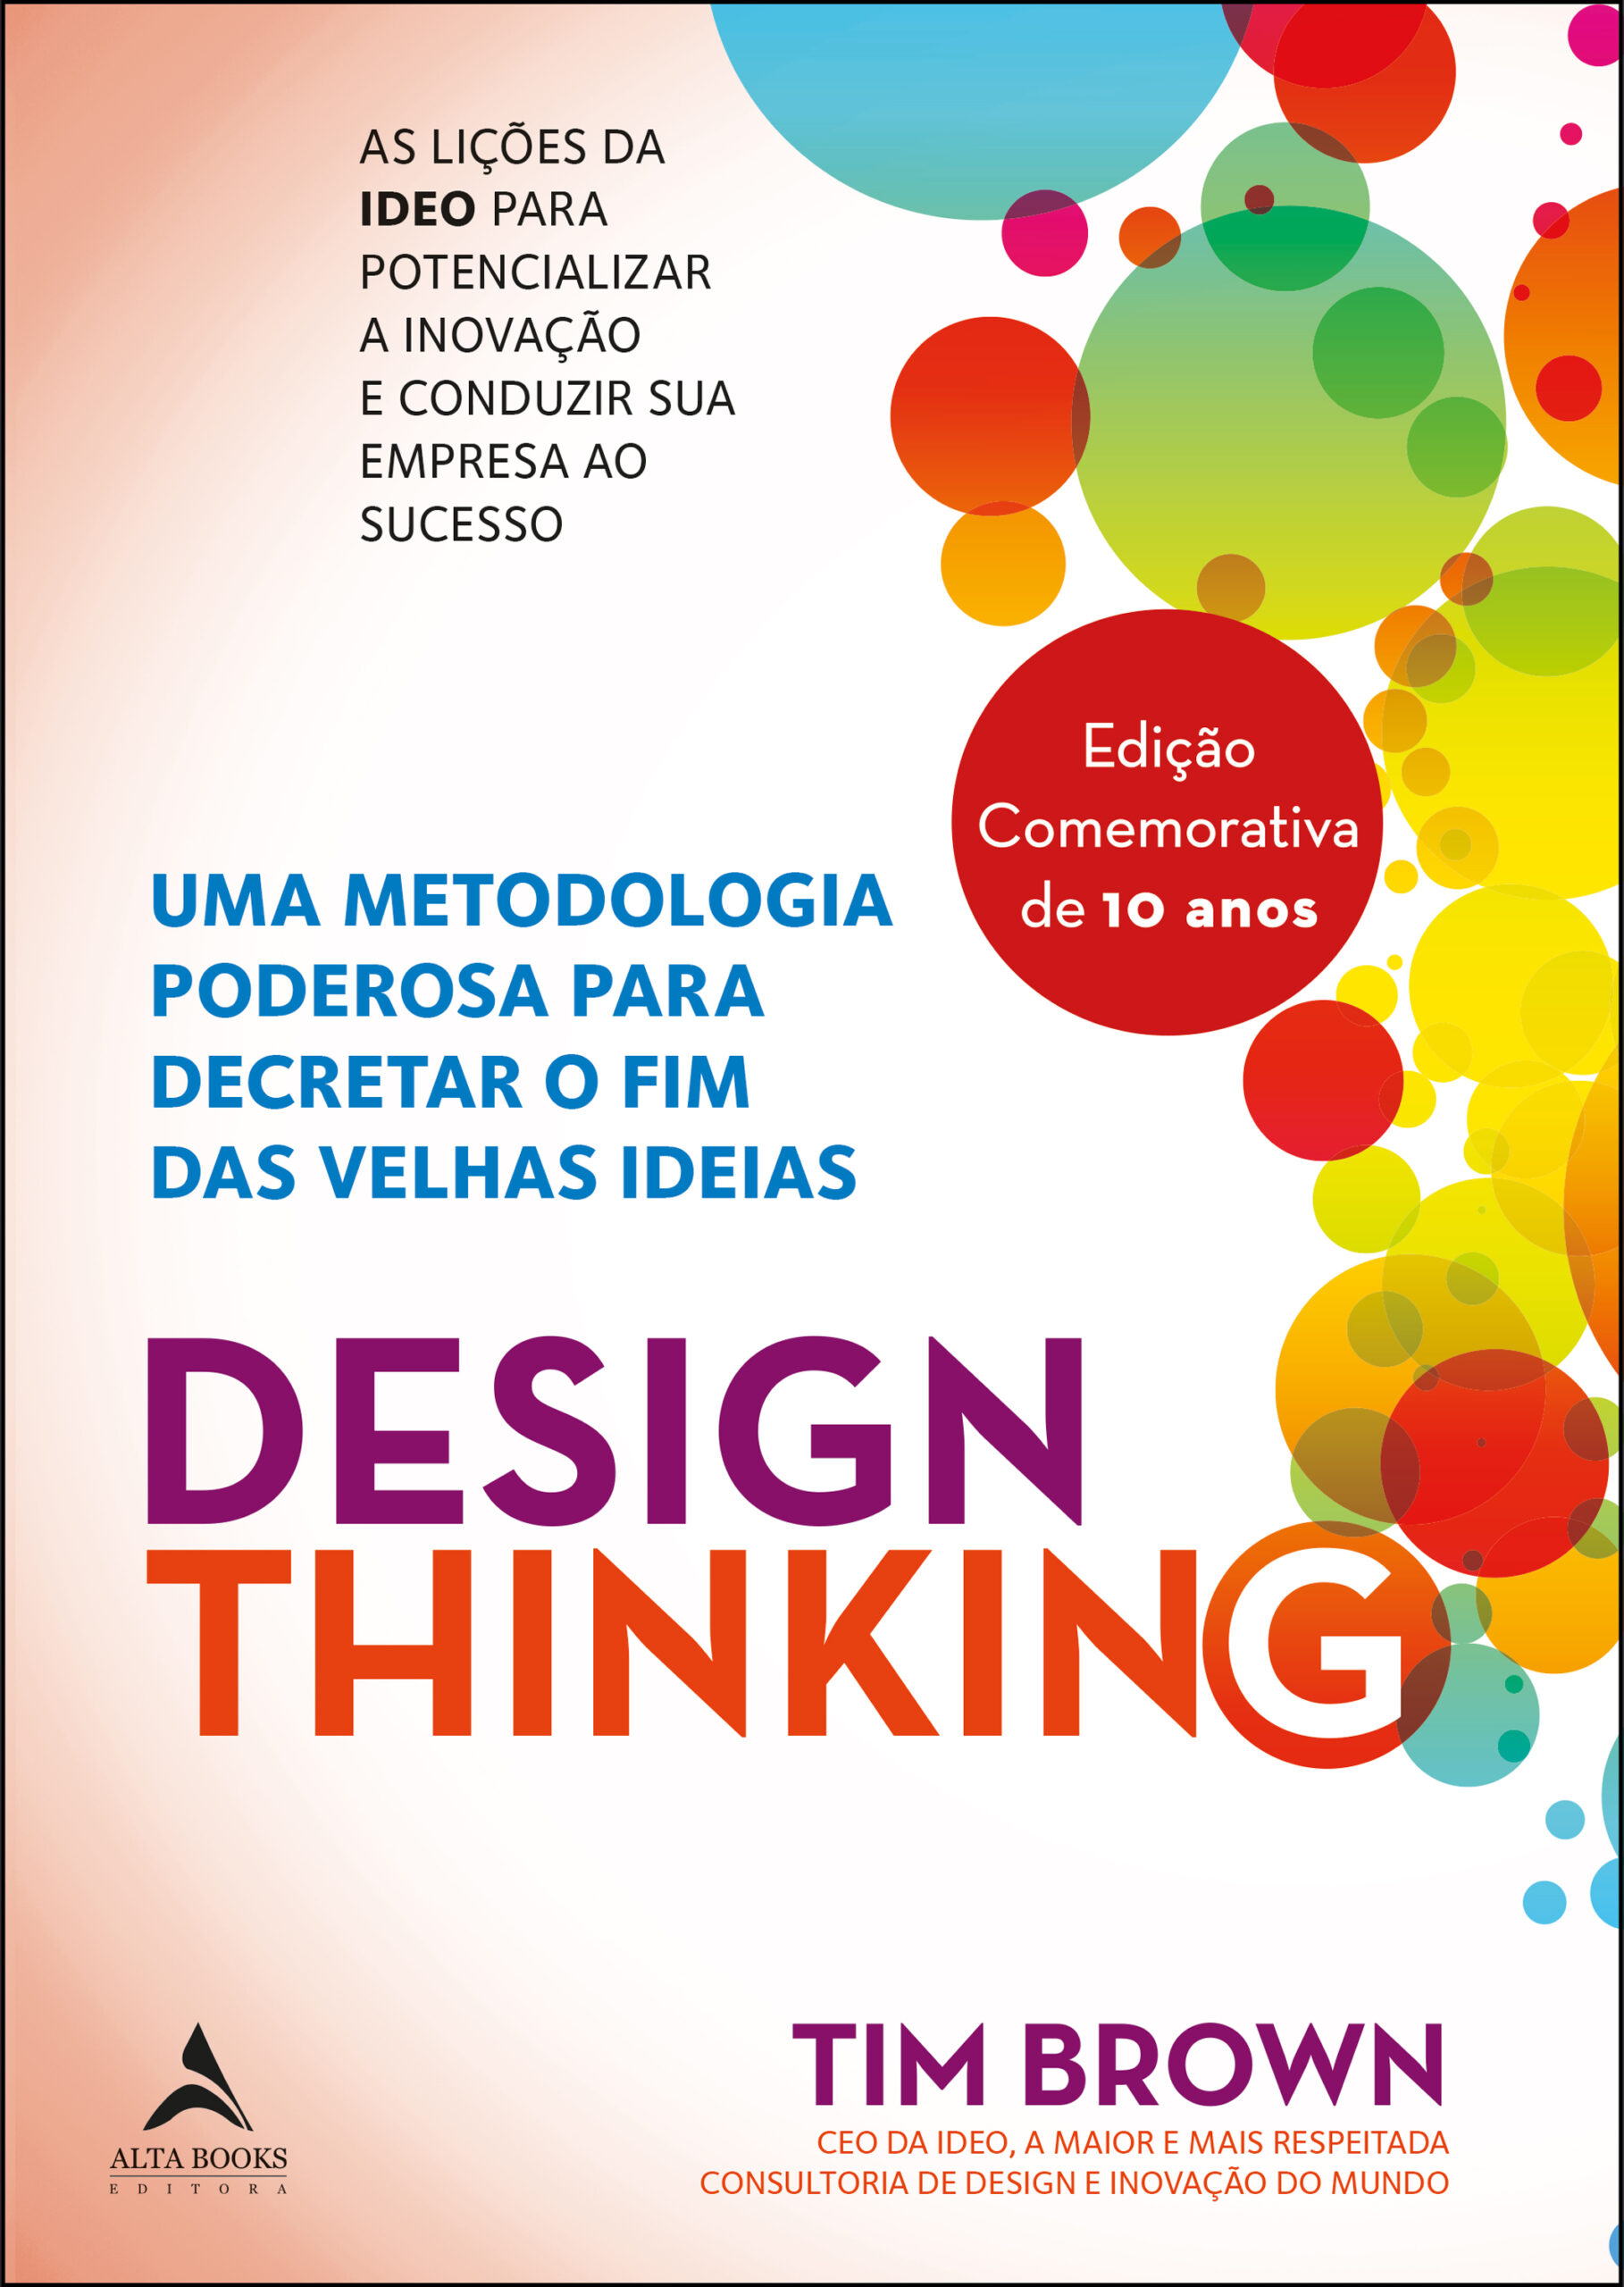 AS LIÇÕES DA
IDEO PARA
POTENCIALIZAR
A INOVAÇÃO
E CONDUZIR SUA
EMPRESA AO
SUCESSO
Edição
Comemorativa
de 10 anos
UMA METODOLOGIA
PODEROSA PARA
DECRETAR O FIM
DAS VELHAS IDEIAS
DESIGN
THINKING
TIM BROWN
CEO DA IDEO, A MAIOR E MAIS RESPEITADA
CONSULTORIA DE DESIGN E INOVAÇÃO DO MUNDO
ALTA BOOKS
EDITORA